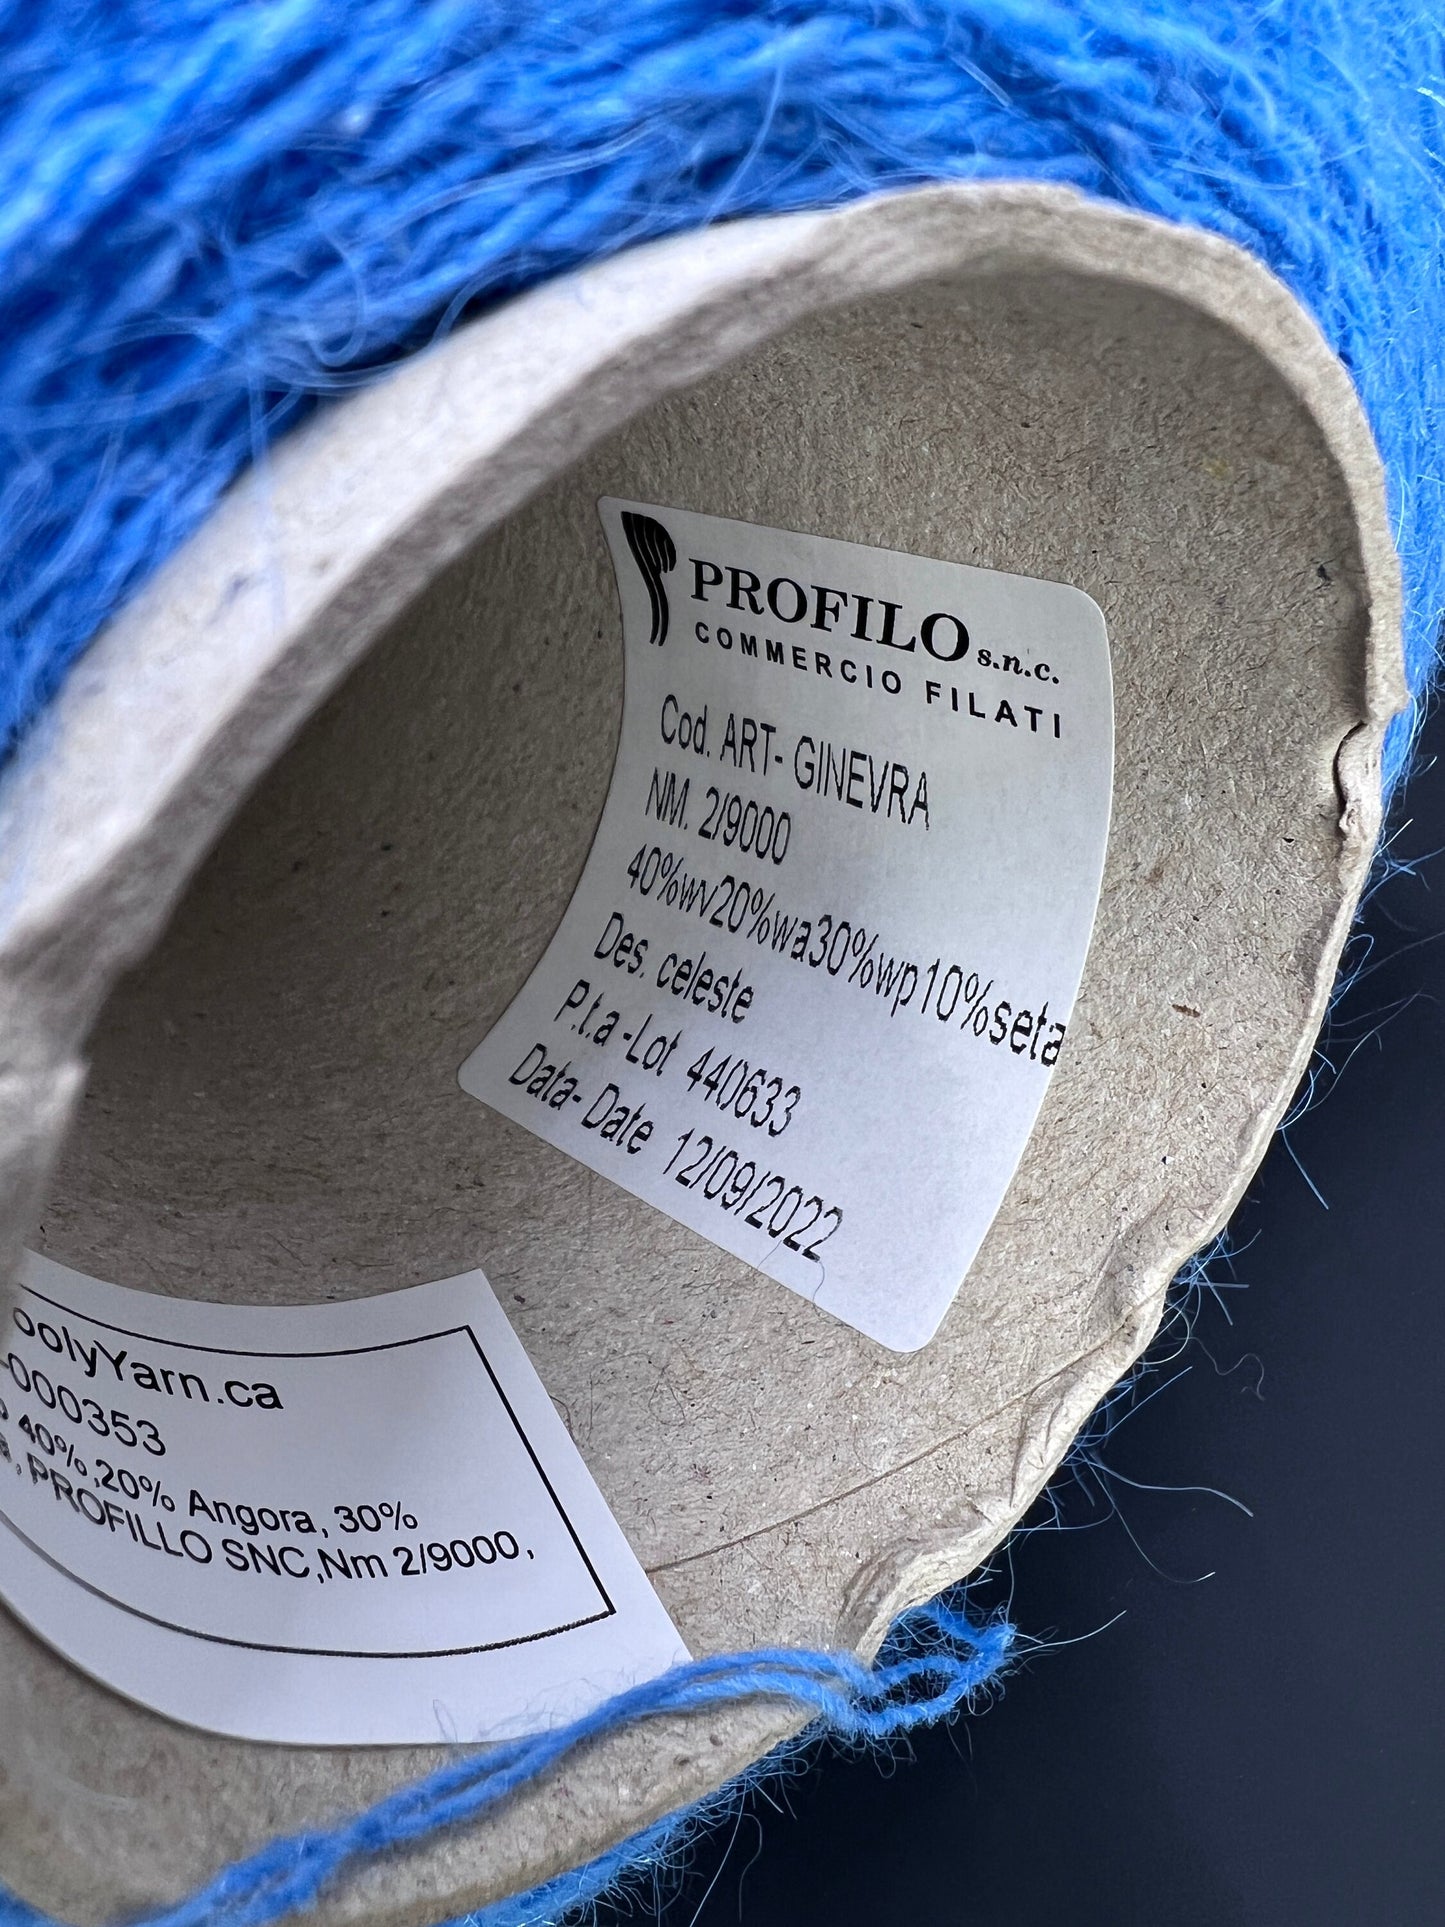 PROFILO s.n.c.
COMMERCIO FILATI
Cod. ART- GINEVRA
NM. 2/9000
40%wv20%wa30%wp10%seta
Des. celeste
P.t.a -Lot 440633
Data- Date 12/09/2022
oolyYarn.ca
-000353
40%,20% Angora, 30%
, PROFILLO SNC,Nm 2/9000,